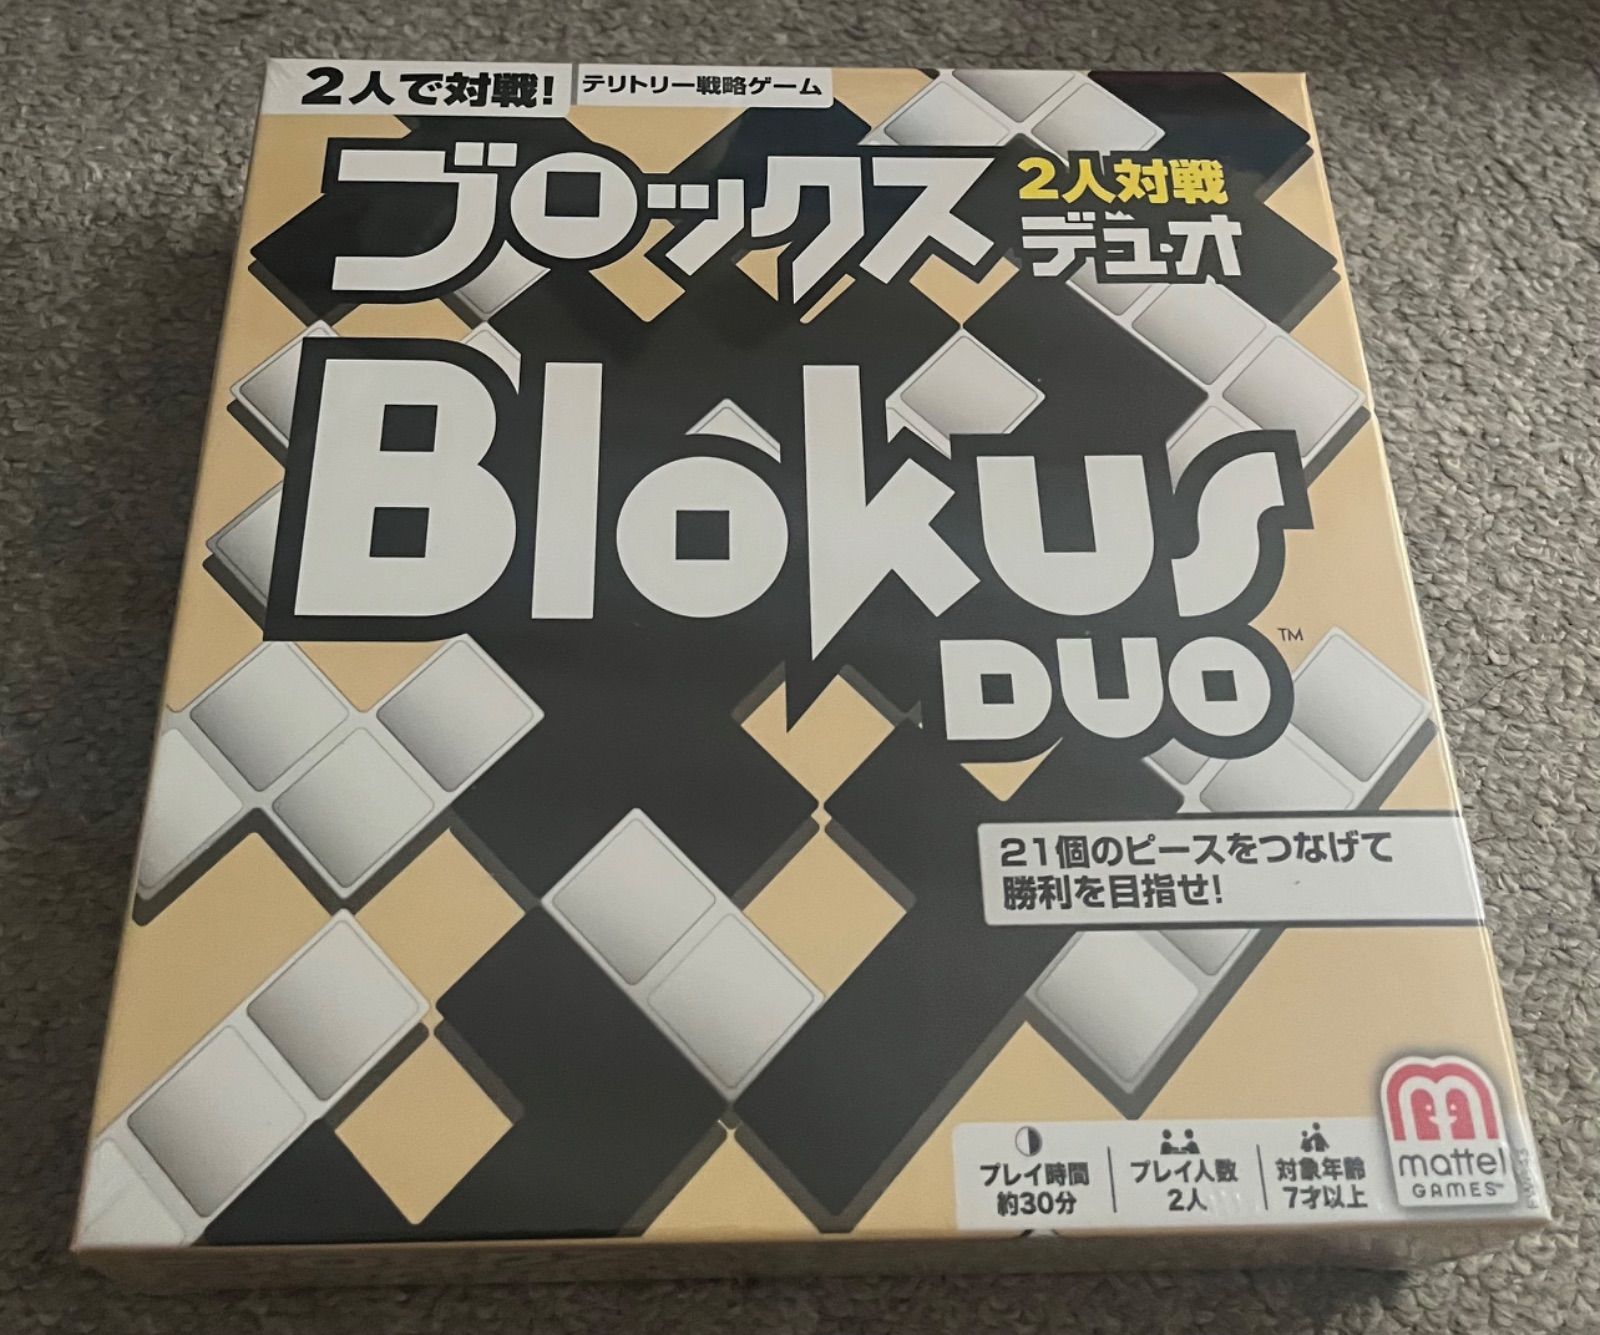 2人で対戦！ テリトリー戦略ゲーム
ブロックス 2人対戦 デュオ
Blokus
DUO™
21個のピースをつなげて
勝利を目指せ！
プレイ時間
約30分
プレイ人数
2人
対象年齢
7才以上
mattel
GAMES™